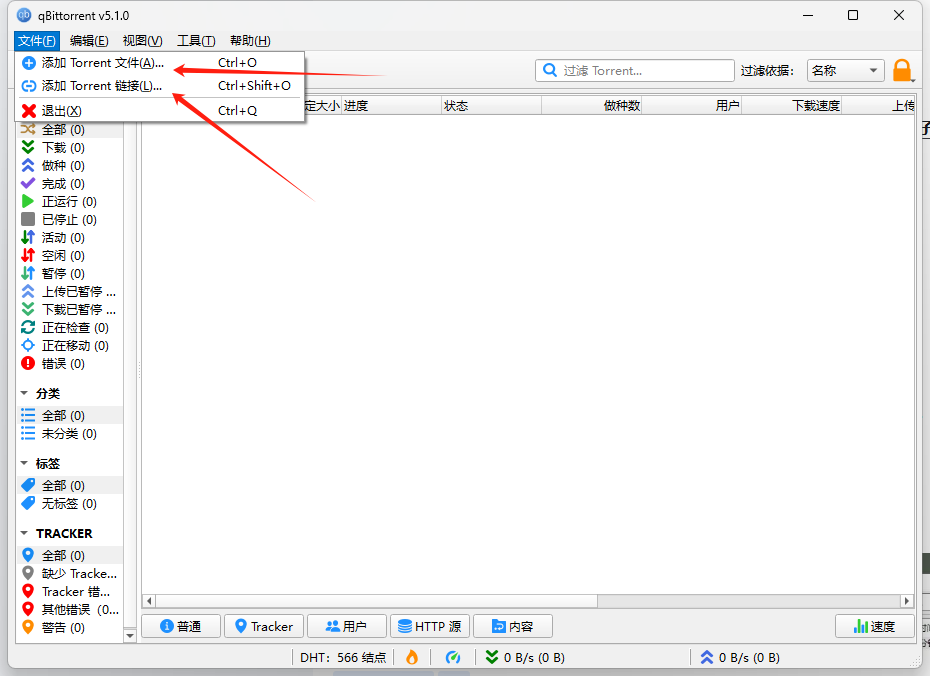 qBittorrent v5.1.0
文件(F) 编辑(E) 视图(V) 工具(T) 帮助(H)
添加 Torrent 文件(A)... Ctrl+O
添加 Torrent 链接(L)... Ctrl+Shift+O
退出(X) Ctrl+Q
过滤 Torrent... 过滤依据： 名称
定大小 进度 状态 做种数 用户 下载速度 上传
全部 (0)
下载 (0)
做种 (0)
完成 (0)
正运行 (0)
已停止 (0)
活动 (0)
空闲 (0)
暂停 (0)
上传已暂停 ...
下载已暂停 ...
正在检查 (0)
正在移动 (0)
错误 (0)
分类
全部 (0)
未分类 (0)
标签
全部 (0)
无标签 (0)
TRACKER
全部 (0)
缺少 Tracke...
Tracker 错...
其他错误 (0...
警告 (0)
普通 Tracker 用户 HTTP 源 内容 速度
DHT：566 结点 0 B/s (0 B) 0 B/s (0 B)